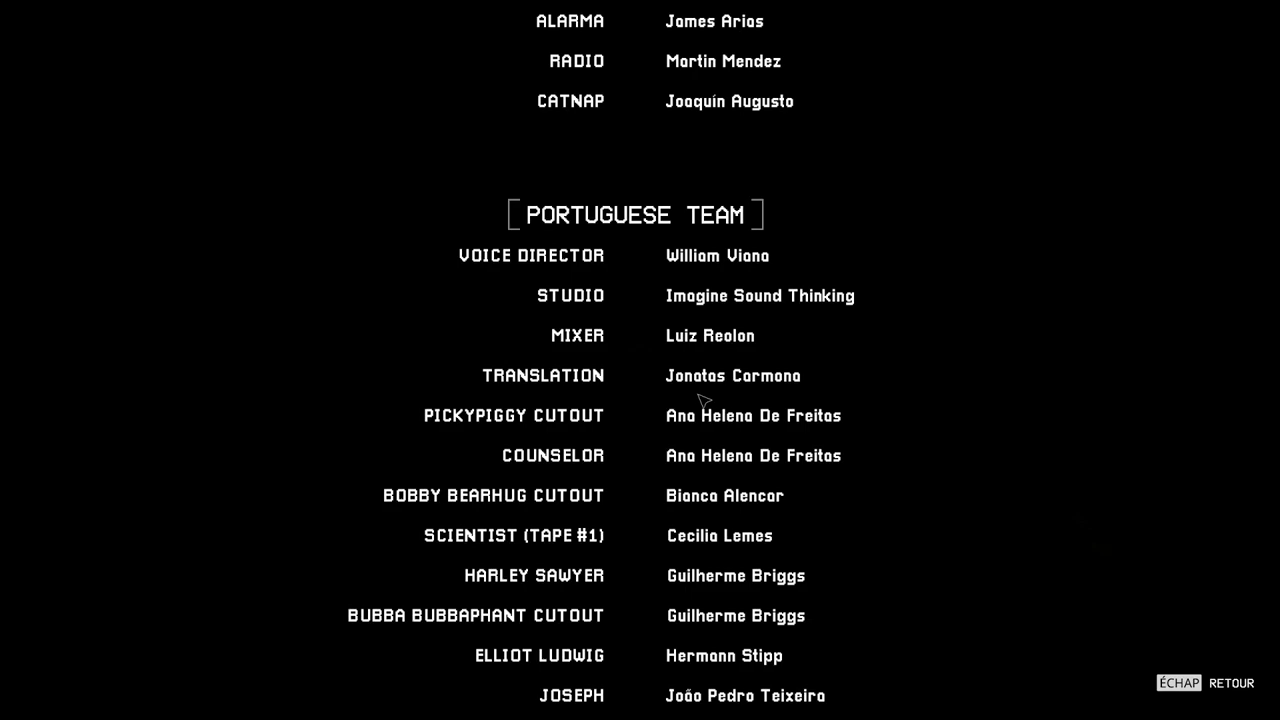 ALARMA James Arias
RADIO Martin Mendez
CATNAP Joaquín Augusto
[PORTUGUESE TEAM]
VOICE DIRECTOR William Viana
STUDIO Imagine Sound Thinking
MIXER Luiz Reolon
TRANSLATION Jonatas Carmona
PICKYPIGGY CUTOUT Ana Helena De Freitas
COUNSELOR Ana Helena De Freitas
BOBBY BEARHUG CUTOUT Bianca Alencar
SCIENTIST (TAPE #1) Cecilia Lemes
HARLEY SAWYER Guilherme Briggs
BUBBA BUBBAPHANT CUTOUT Guilherme Briggs
ELLIOT LUDWIG Hermann Stipp
JOSEPH João Pedro Teixeira
ÉCHAP RETOUR